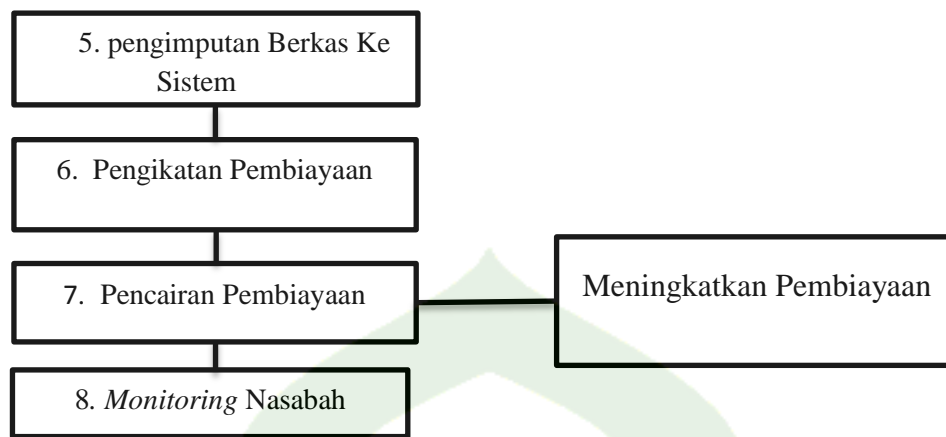 5. pengimputan Berkas Ke
Sistem
6. Pengikatan Pembiayaan
7. Pencairan Pembiayaan
Meningkatkan Pembiayaan
8. Monitoring Nasabah